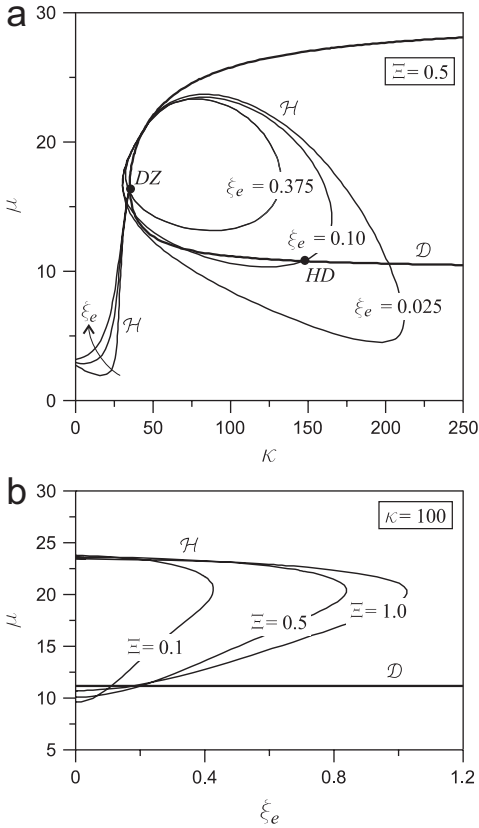 a
30
Ξ = 0.5
ℋ
20
DZ
ξe = 0.375
μ
ξe = 0.10
𝒟
10
HD
ξe
ξe = 0.025
ℋ
0
0 50 100 150 200 250
κ
b
30
κ = 100
25
ℋ
μ
20
Ξ = 1.0
Ξ = 0.5
15
Ξ = 0.1
𝒟
10
5
0 0.4 0.8 1.2
ξe